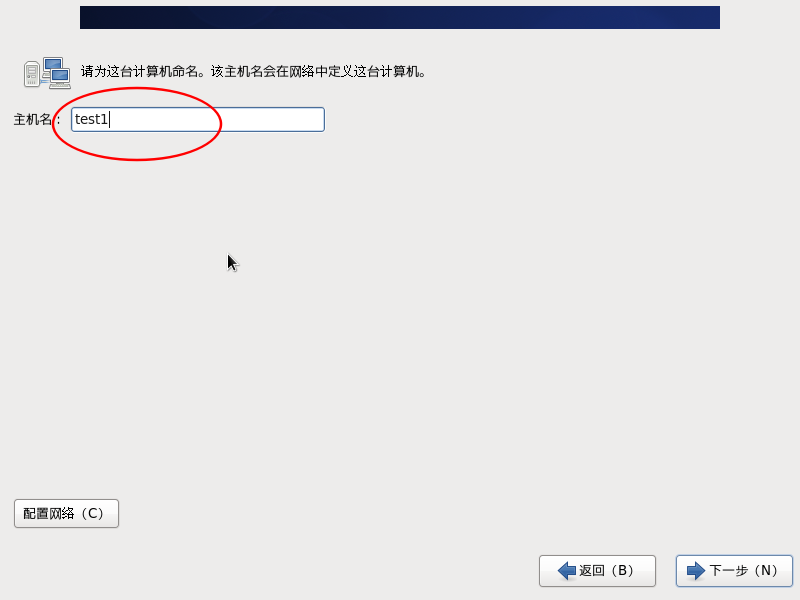 请为这台计算机命名。该主机名会在网络中定义这台计算机。
主机名：
test1
配置网络（C）
返回（B）
下一步（N）